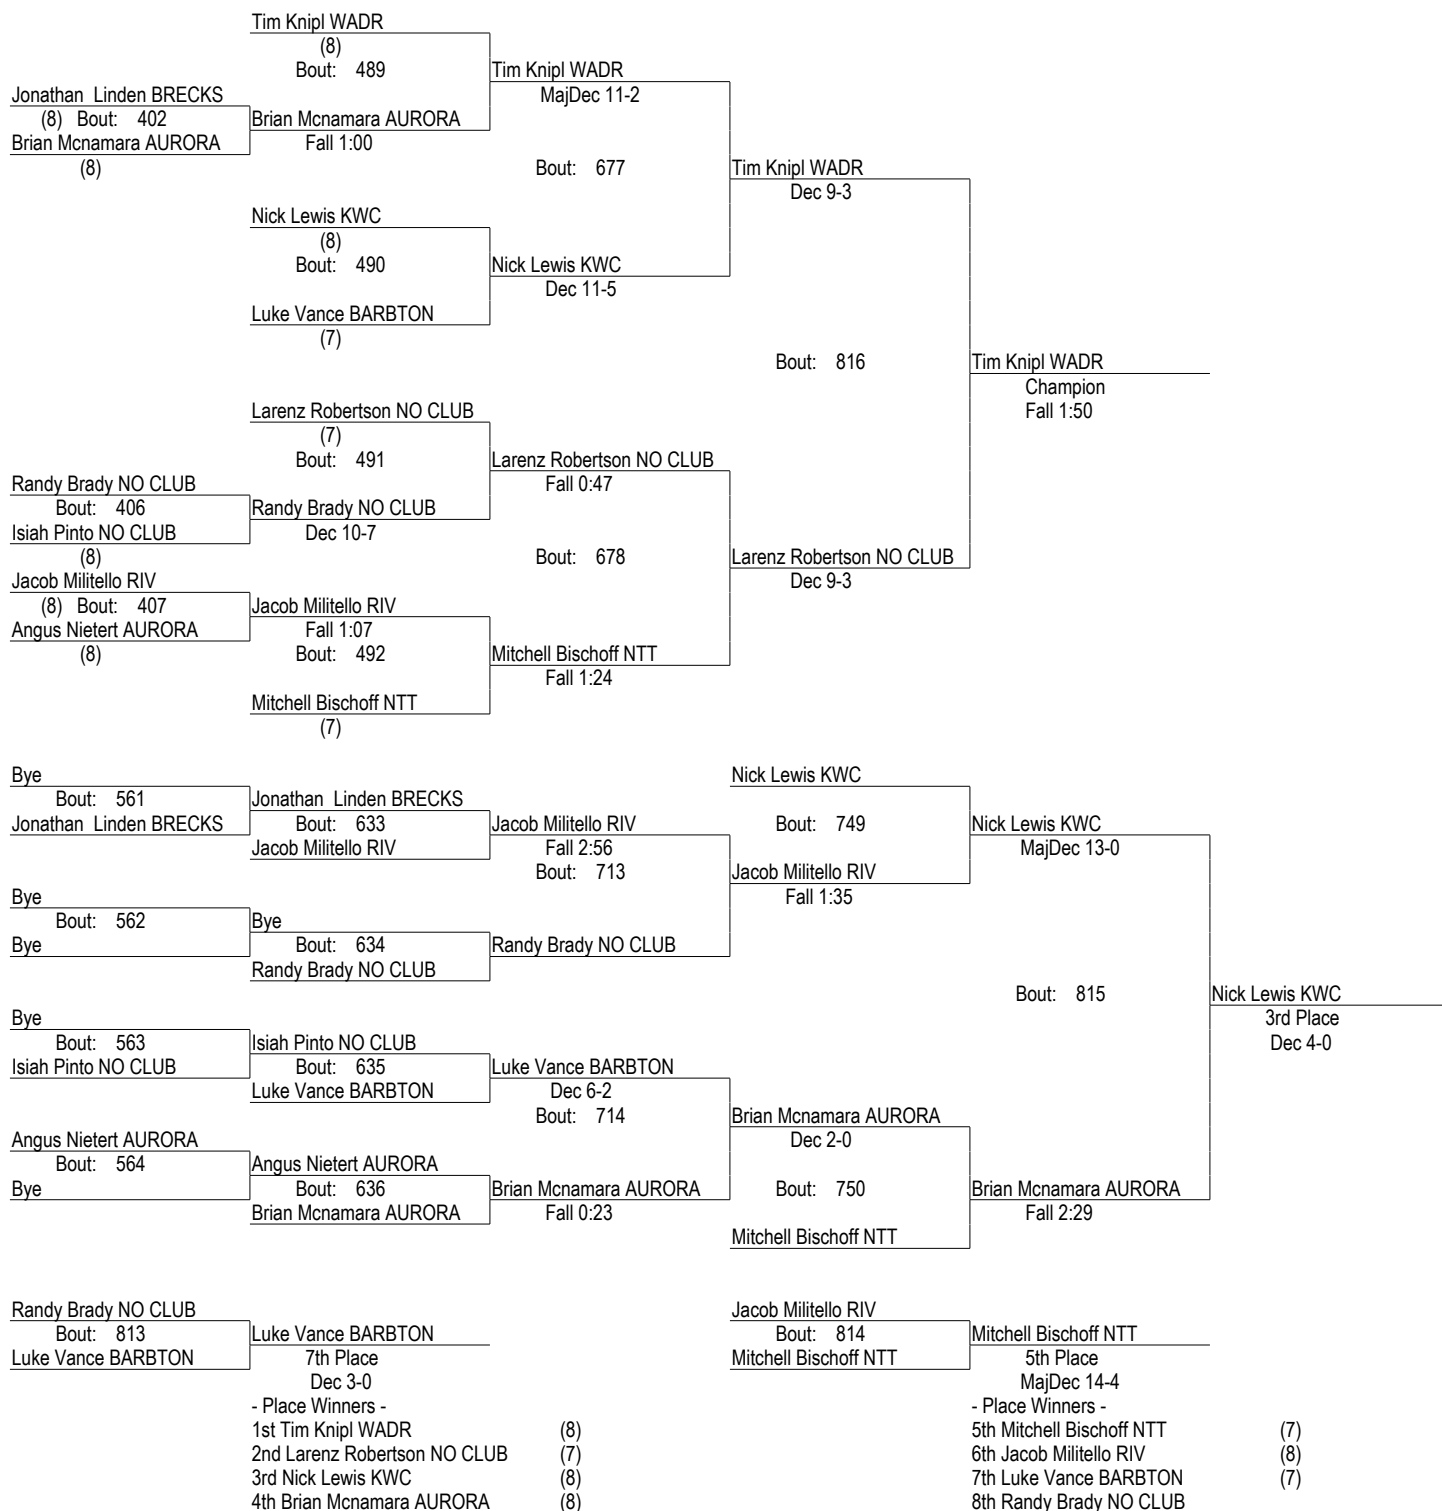 Tim Knipl WADR
(8)
Bout: 489
Tim Knipl WADR
MajDec 11-2
Jonathan Linden BRECKS
(8) Bout: 402
Brian Mcnamara AURORA
Brian Mcnamara AURORA
Fall 1:00
(8)
Bout: 677
Tim Knipl WADR
Dec 9-3
Nick Lewis KWC
(8)
Bout: 490
Nick Lewis KWC
Dec 11-5
Luke Vance BARBTON
(7)
Bout: 816
Tim Knipl WADR
Champion
Fall 1:50
Larenz Robertson NO CLUB
(7)
Bout: 491
Larenz Robertson NO CLUB
Fall 0:47
Randy Brady NO CLUB
Bout: 406
Randy Brady NO CLUB
Isiah Pinto NO CLUB
Dec 10-7
(8)
Bout: 678
Larenz Robertson NO CLUB
Dec 9-3
Jacob Militello RIV
(8) Bout: 407
Jacob Militello RIV
Angus Nietert AURORA
Fall 1:07
(8)
Bout: 492
Mitchell Bischoff NTT
Fall 1:24
Mitchell Bischoff NTT
(7)
Bye
Nick Lewis KWC
Bout: 561
Jonathan Linden BRECKS
Jonathan Linden BRECKS
Bout: 633
Jacob Militello RIV
Bout: 749
Nick Lewis KWC
Jacob Militello RIV
Fall 2:56
MajDec 13-0
Bout: 713
Jacob Militello RIV
Fall 1:35
Bye
Bout: 562
Bye
Bye
Bout: 634
Randy Brady NO CLUB
Randy Brady NO CLUB
Bout: 815
Nick Lewis KWC
3rd Place
Dec 4-0
Bye
Bout: 563
Isiah Pinto NO CLUB
Isiah Pinto NO CLUB
Bout: 635
Luke Vance BARBTON
Luke Vance BARBTON
Dec 6-2
Bout: 714
Brian Mcnamara AURORA
Dec 2-0
Angus Nietert AURORA
Bout: 564
Angus Nietert AURORA
Bye
Bout: 636
Brian Mcnamara AURORA
Bout: 750
Brian Mcnamara AURORA
Brian Mcnamara AURORA
Fall 0:23
Fall 2:29
Mitchell Bischoff NTT
Randy Brady NO CLUB
Jacob Militello RIV
Bout: 813
Luke Vance BARBTON
Bout: 814
Mitchell Bischoff NTT
Luke Vance BARBTON
7th Place
Mitchell Bischoff NTT
5th Place
Dec 3-0
MajDec 14-4
- Place Winners -
- Place Winners -
1st Tim Knipl WADR (8)
5th Mitchell Bischoff NTT (7)
2nd Larenz Robertson NO CLUB (7)
6th Jacob Militello RIV (8)
3rd Nick Lewis KWC (8)
7th Luke Vance BARBTON (7)
4th Brian Mcnamara AURORA (8)
8th Randy Brady NO CLUB